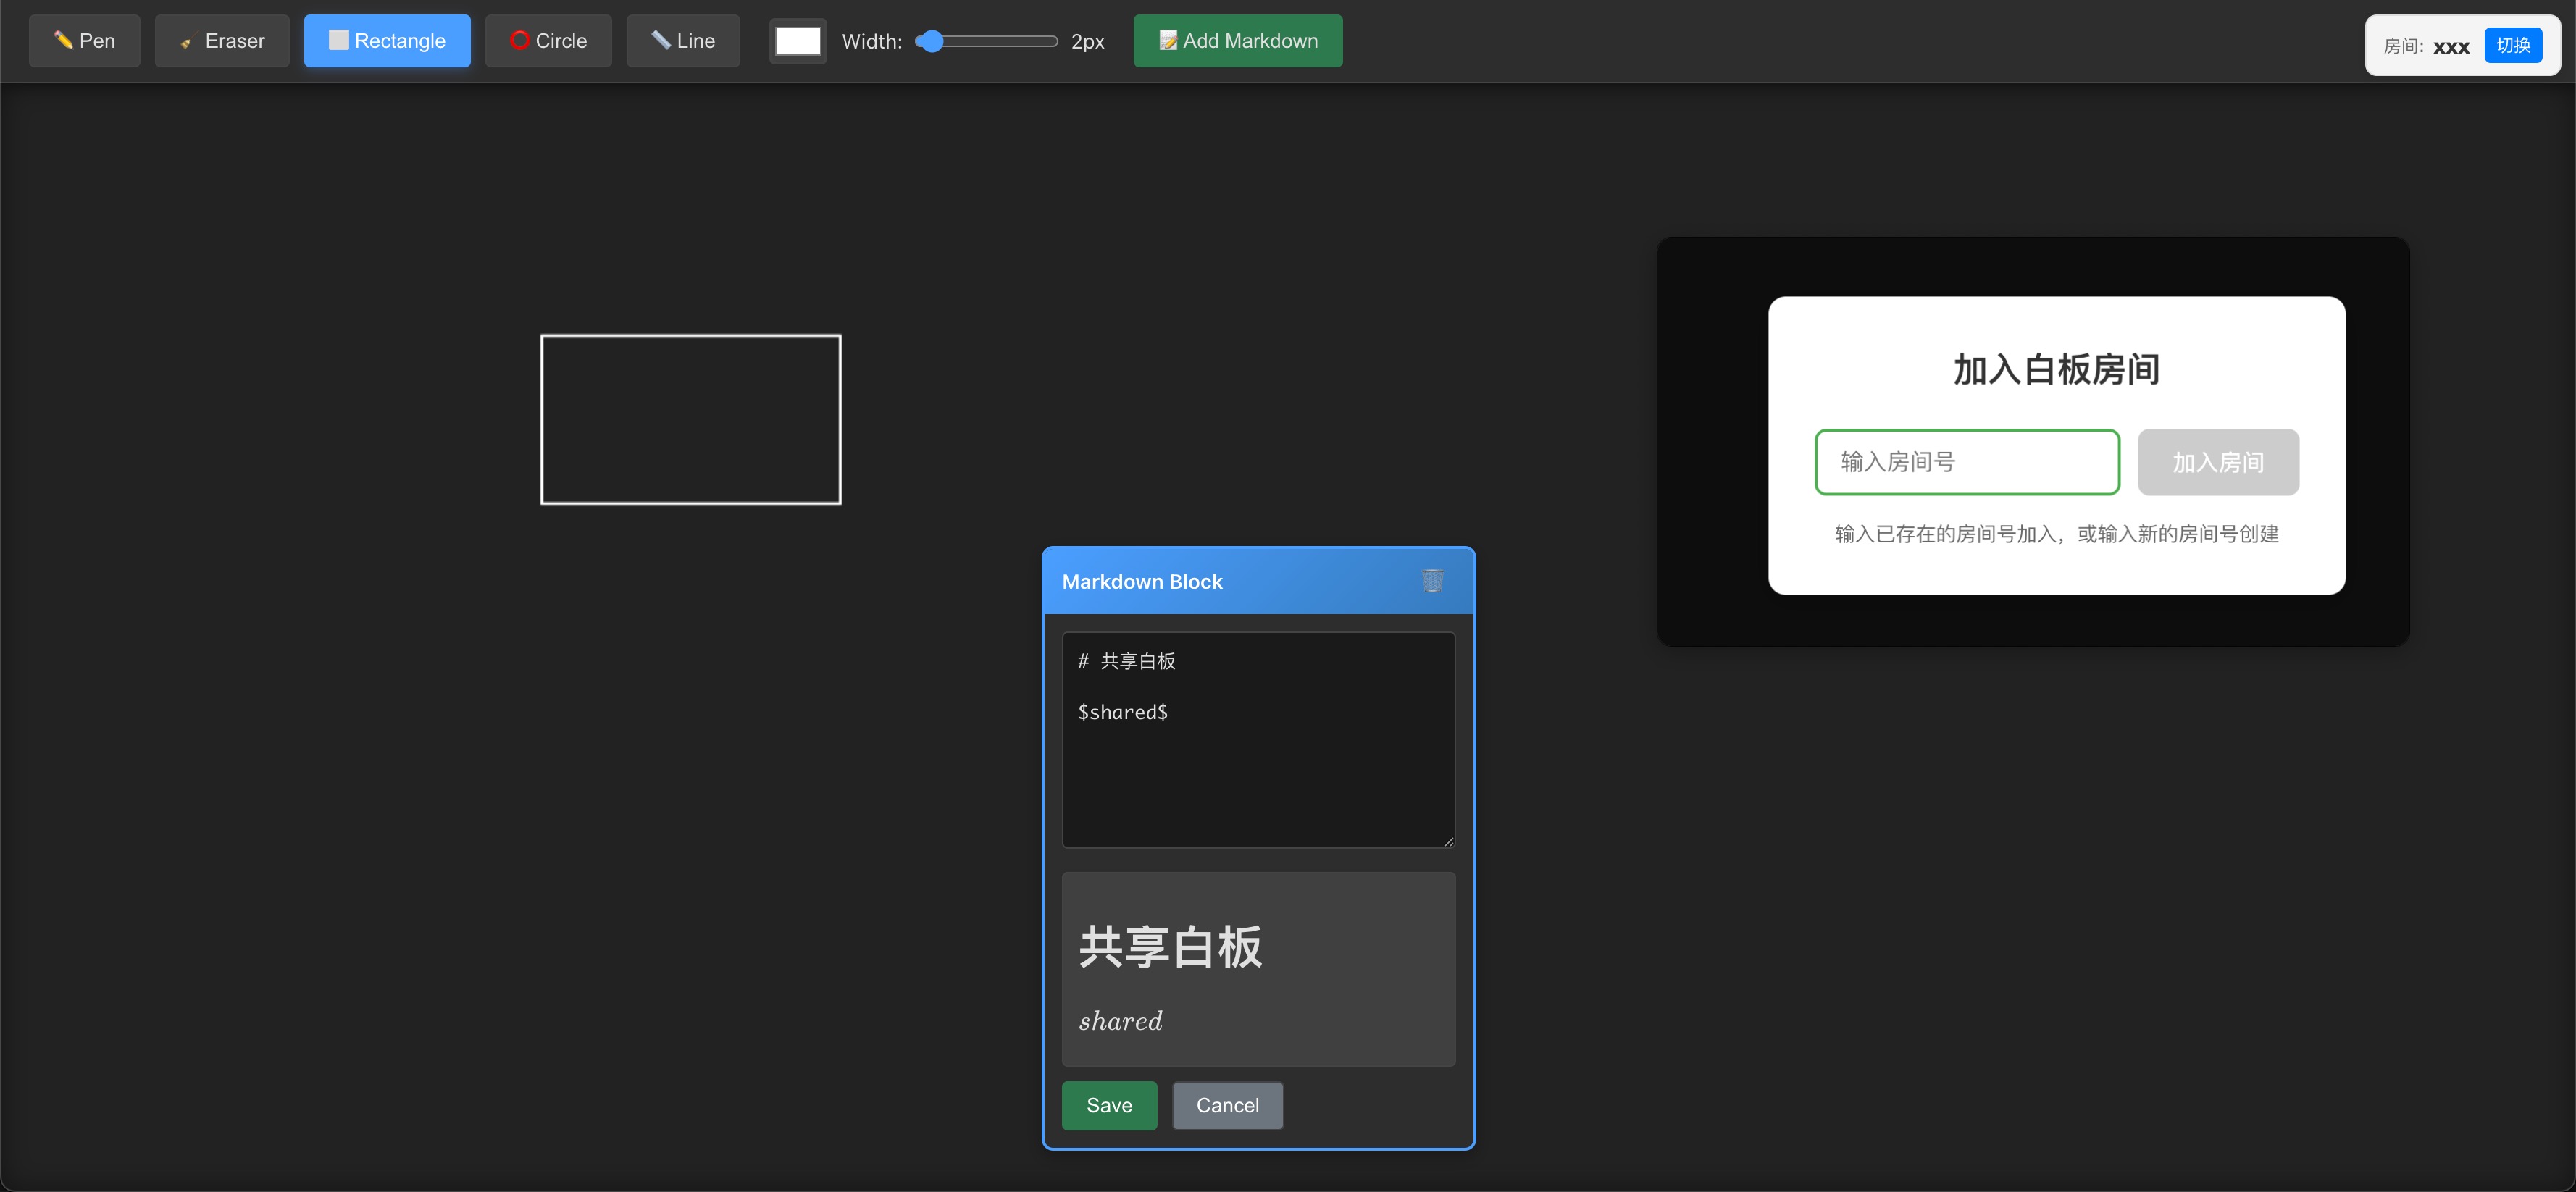 ✏️ Pen
🧹 Eraser
⬜ Rectangle
⭕ Circle
📏 Line
Width:
2px
📝 Add Markdown
房间: xxx
切换
加入白板房间
输入房间号
加入房间
输入已存在的房间号加入，或输入新的房间号创建
Markdown Block
# 共享白板
$shared$
共享白板
shared
Save
Cancel